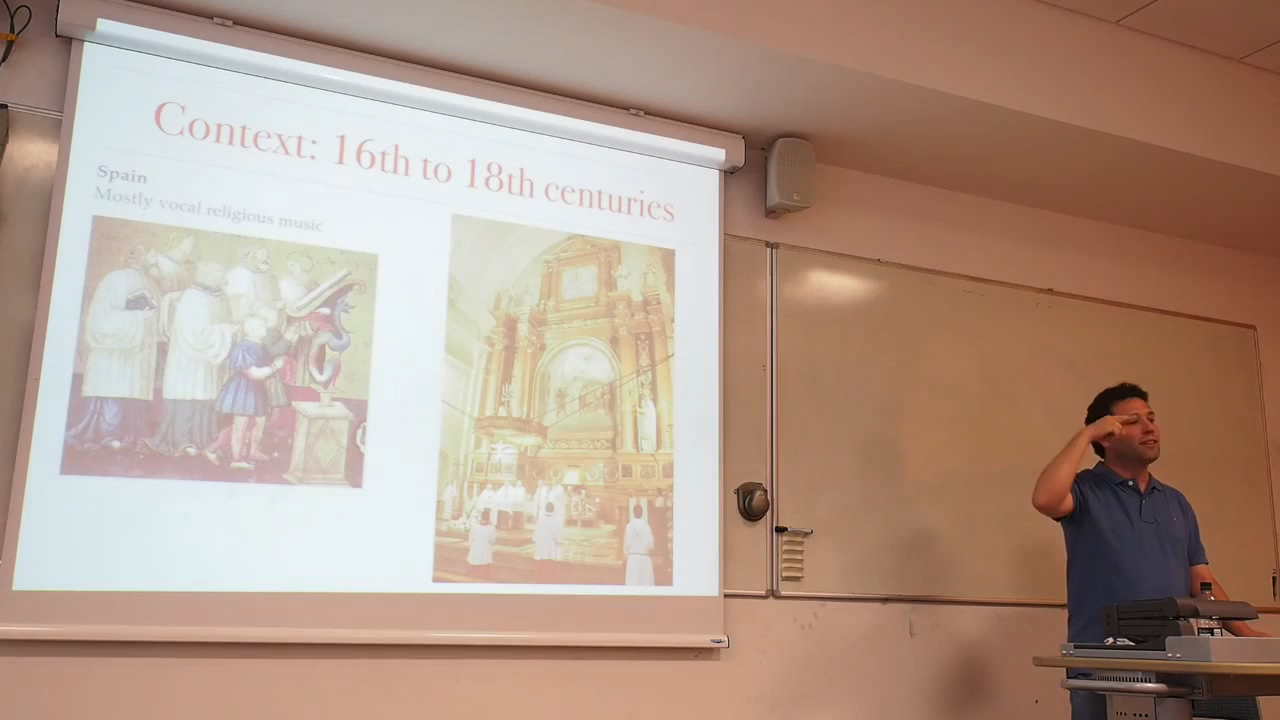 Context: 16th to 18th centuries
Spain
Mostly vocal religious music